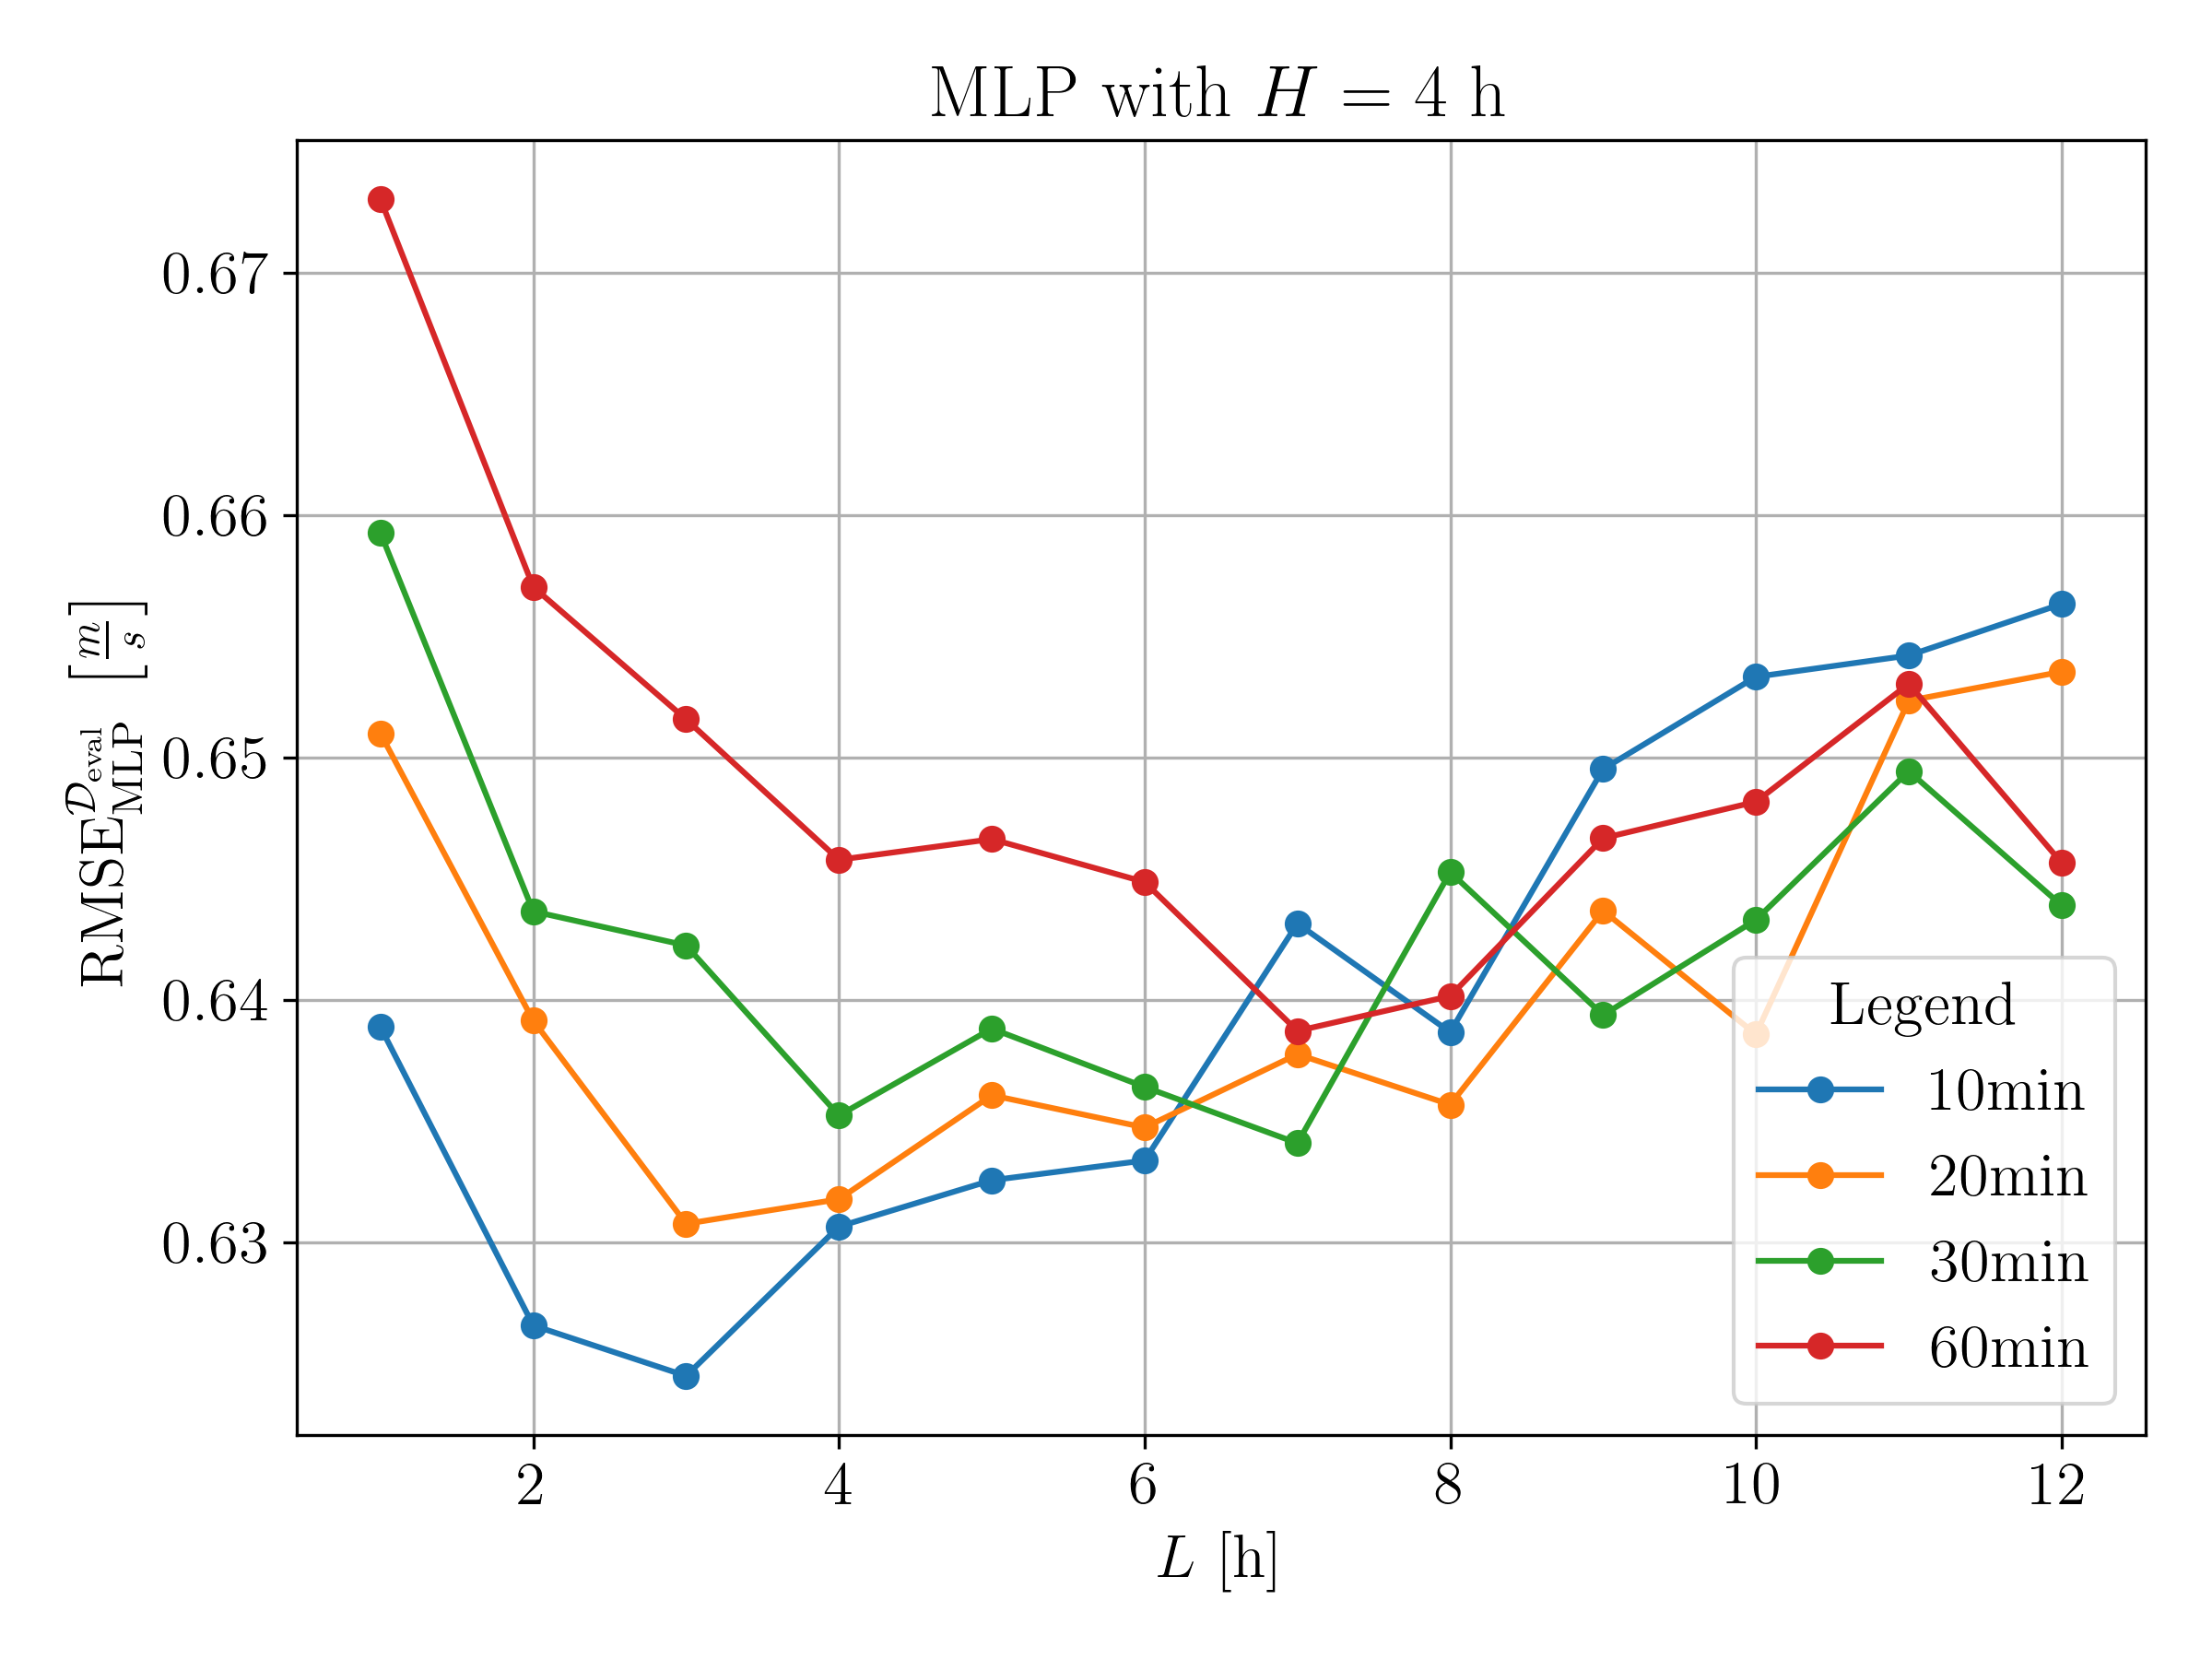 MLP with H = 4 h
RMSE^{𝒟_eval}_{MLP} [m/s]
0.67
0.66
0.65
0.64
0.63
2 4 6 8 10 12
L [h]
Legend
10min
20min
30min
60min